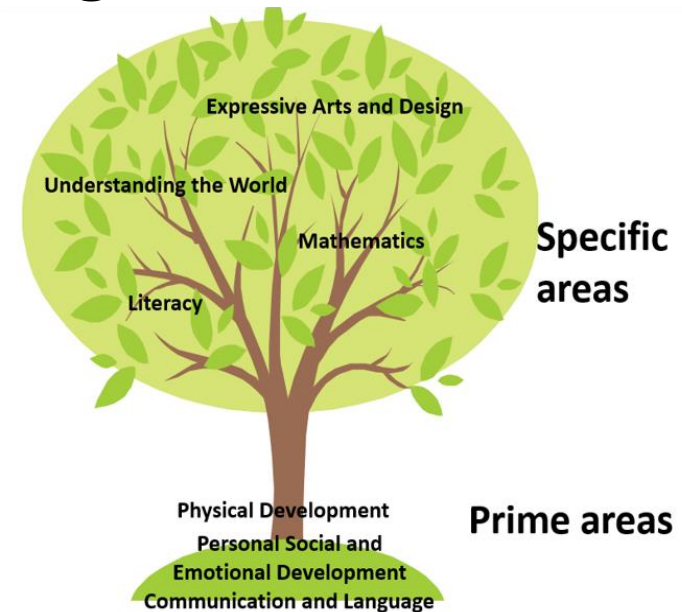 Expressive Arts and Design
Understanding the World
Mathematics
Specific
areas
Literacy
Physical Development
Prime areas
Personal Social and
Emotional Development
Communication and Language